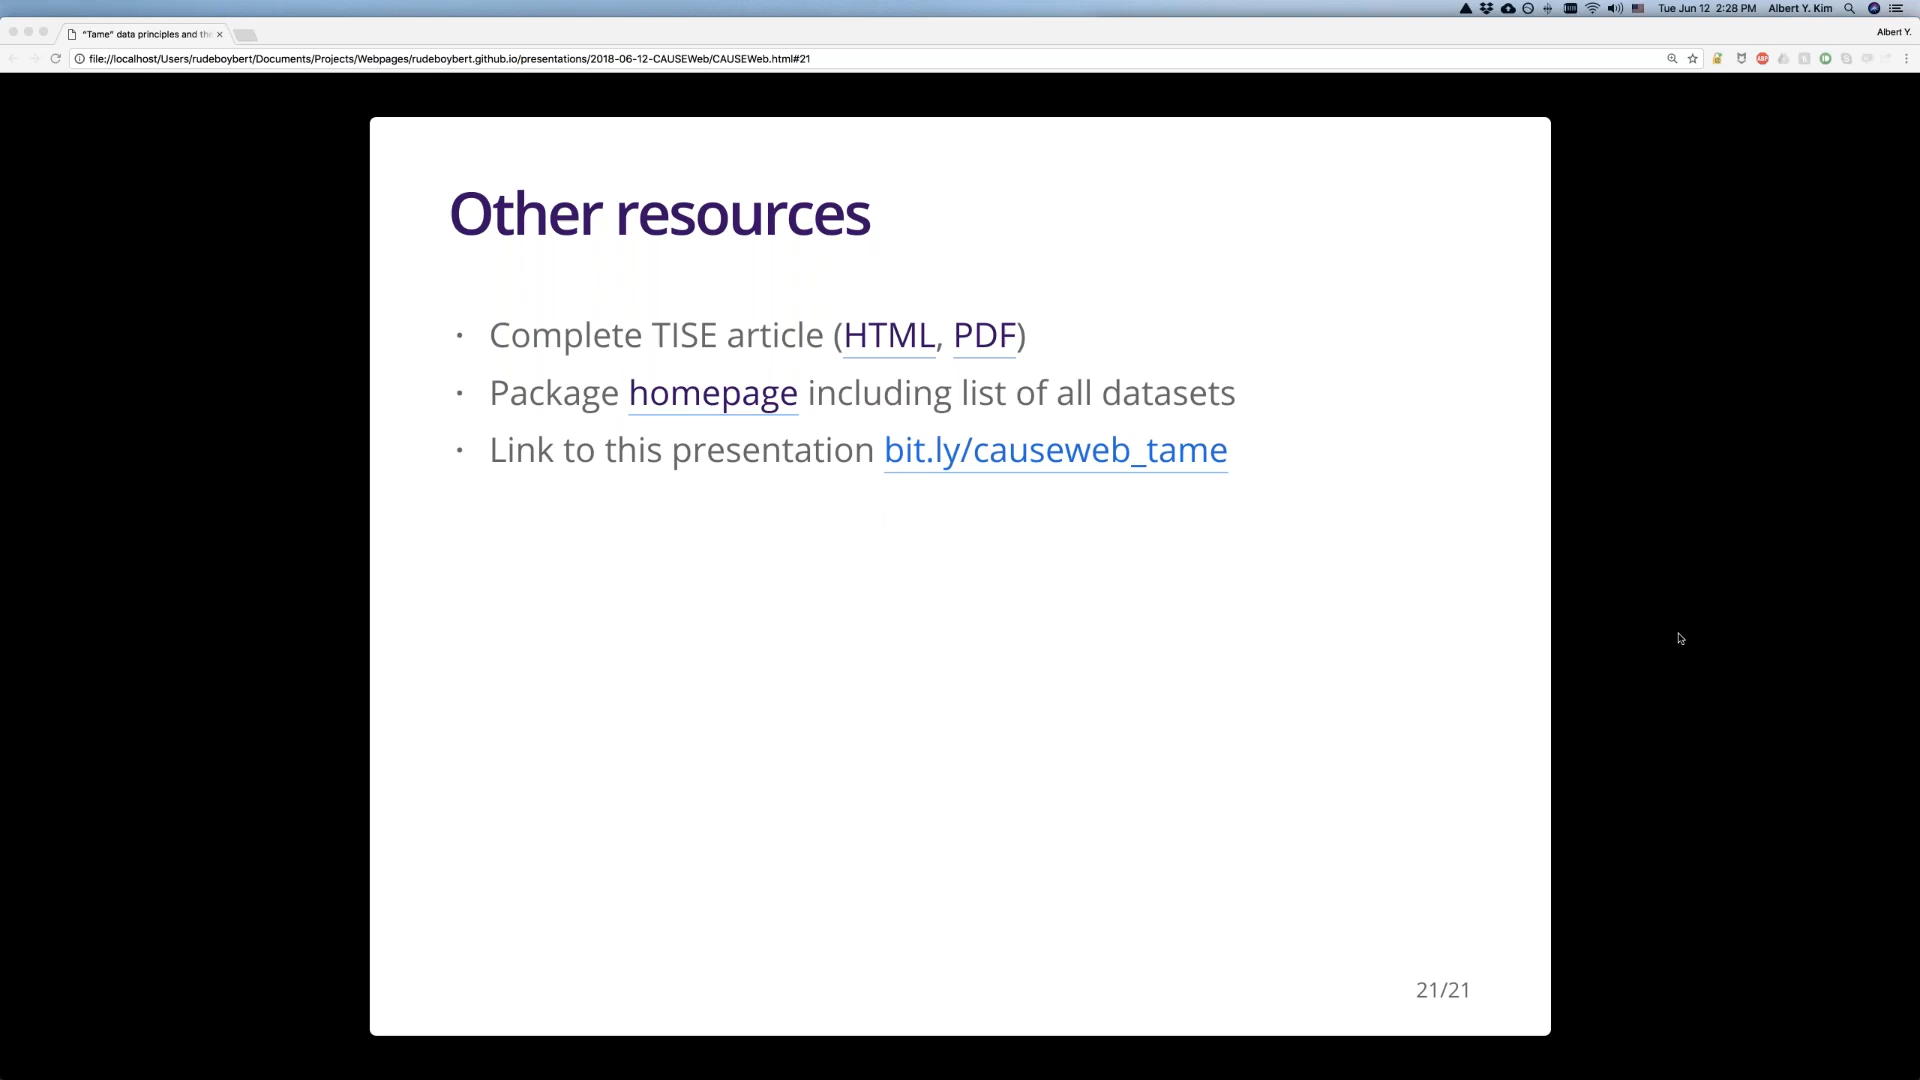 Tue Jun 12 2:28 PM Albert Y. Kim
"Tame" data principles and the
Albert Y.
file://localhost/Users/rudeboybert/Documents/Projects/Webpages/rudeboybert.github.io/presentations/2018-06-12-CAUSEWeb/CAUSEWeb.html#21
ABP
Other resources
· Complete TISE article (HTML, PDF)
· Package homepage including list of all datasets
· Link to this presentation bit.ly/causeweb_tame
21/21